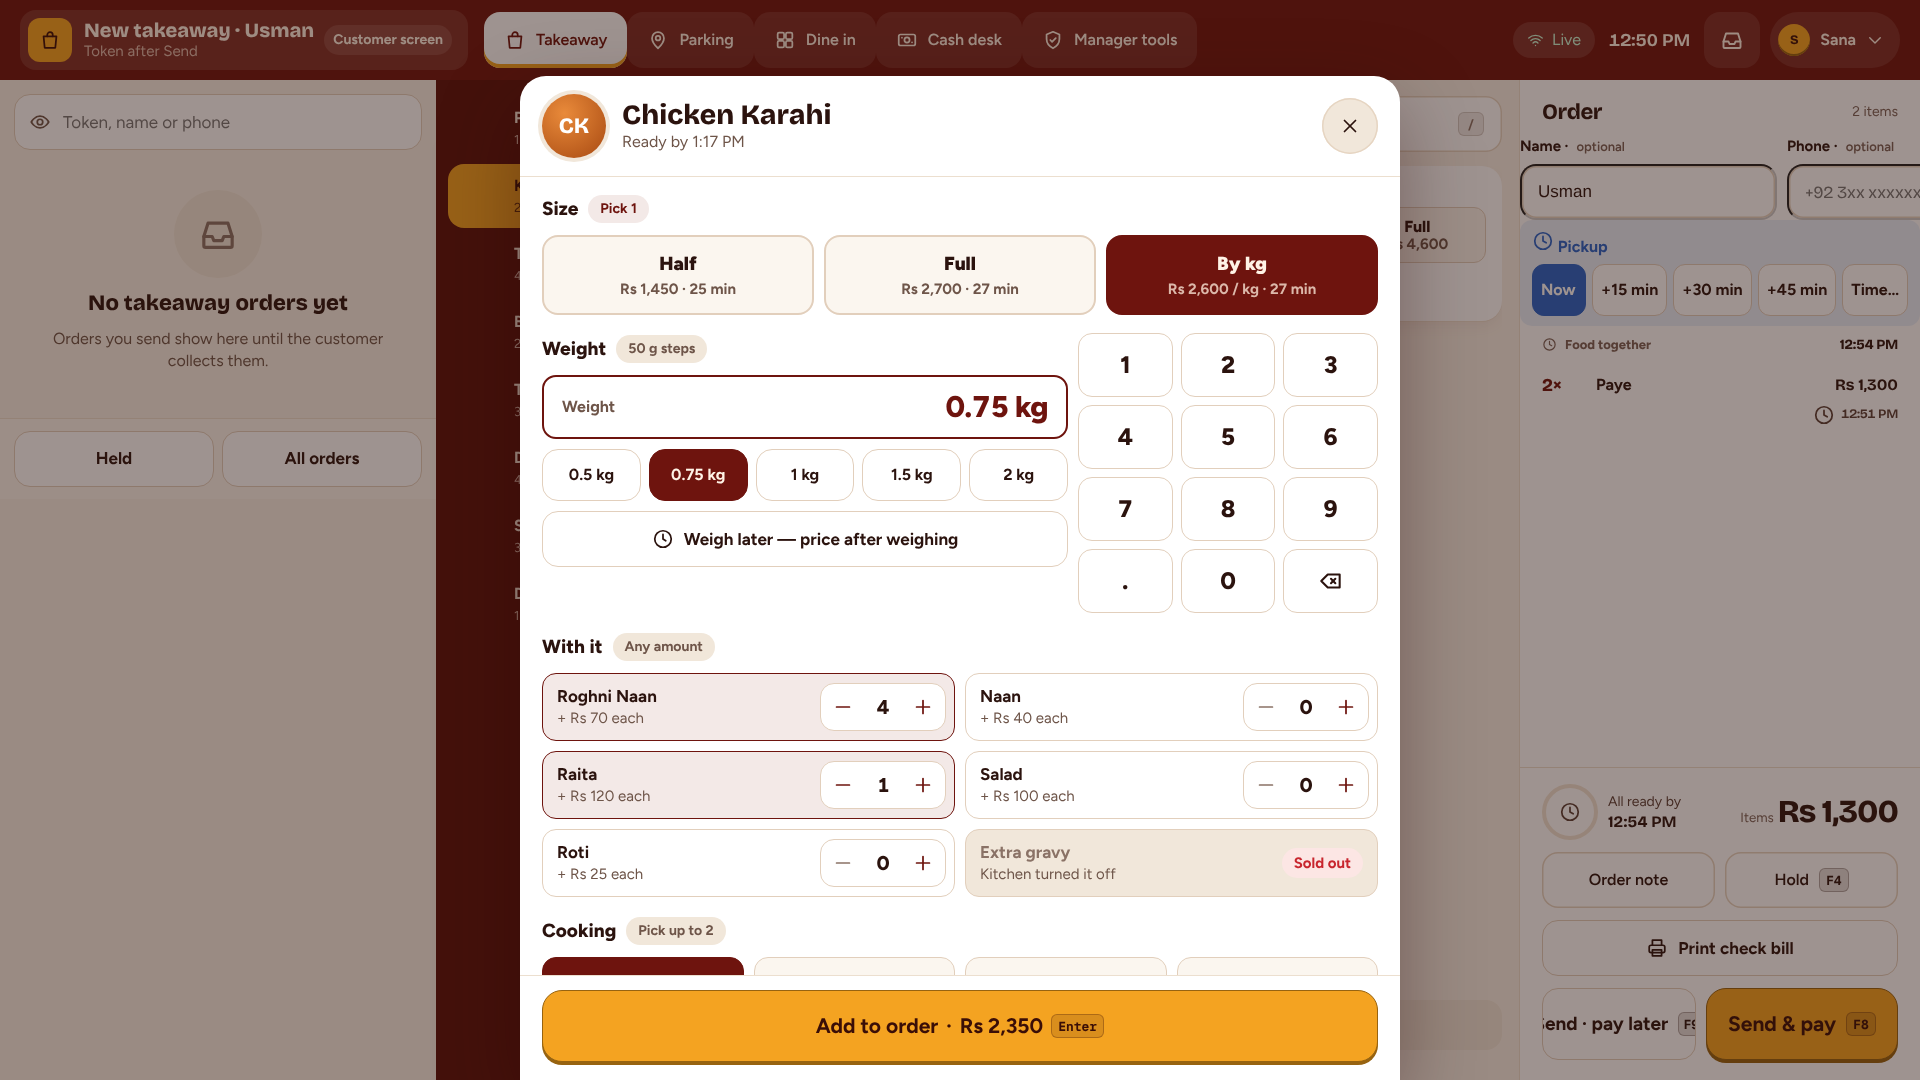 New takeaway · Usman
Token after Send
Customer screen
Takeaway
Parking
Dine in
Cash desk
Manager tools
Live
12:50 PM
S
Sana
Token, name or phone
No takeaway orders yet
Orders you send show here until the customer
collects them.
Held
All orders
CK
Chicken Karahi
Ready by 1:17 PM
Size
Pick 1
Half
Rs 1,450 · 25 min
Full
Rs 2,700 · 27 min
By kg
Rs 2,600 / kg · 27 min
Weight
50 g steps
Weight
0.75 kg
0.5 kg
0.75 kg
1 kg
1.5 kg
2 kg
Weigh later — price after weighing
1
2
3
4
5
6
7
8
9
.
0
With it
Any amount
Roghni Naan
+ Rs 70 each
4
Naan
+ Rs 40 each
0
Raita
+ Rs 120 each
1
Salad
+ Rs 100 each
0
Roti
+ Rs 25 each
0
Extra gravy
Kitchen turned it off
Sold out
Cooking
Pick up to 2
Add to order · Rs 2,350
Enter
/
Full
4,600
Order
2 items
Name · optional
Phone · optional
Usman
+92 3xx xxxxxx
Pickup
Now
+15 min
+30 min
+45 min
Time...
Food together
12:54 PM
2×
Paye
Rs 1,300
12:51 PM
All ready by
12:54 PM
Items
Rs 1,300
Order note
Hold
F4
Print check bill
end · pay later
Send & pay
F8